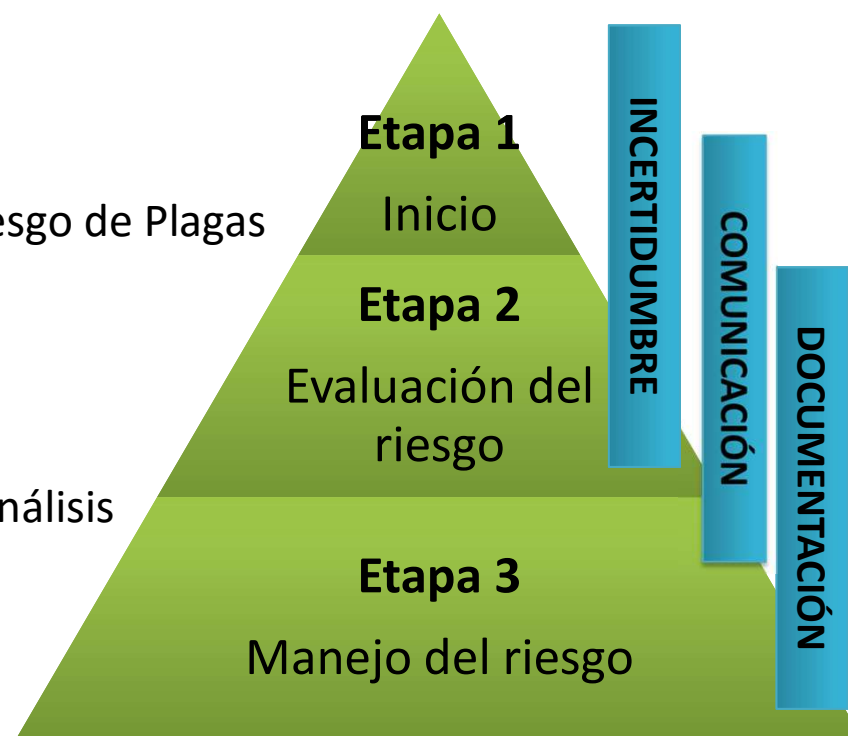 Etapa 1
Inicio
esgo de Plagas
Etapa 2
Evaluación del
riesgo
nálisis
Etapa 3
Manejo del riesgo
INCERTIDUMBRE
COMUNICACIÓN
DOCUMENTACIÓN